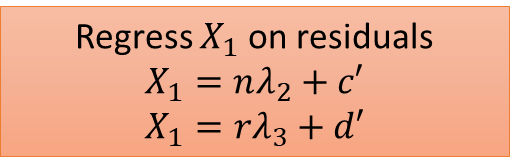 Regress X₁ on residuals
X₁ = nλ₂ + c′
X₁ = rλ₃ + d′